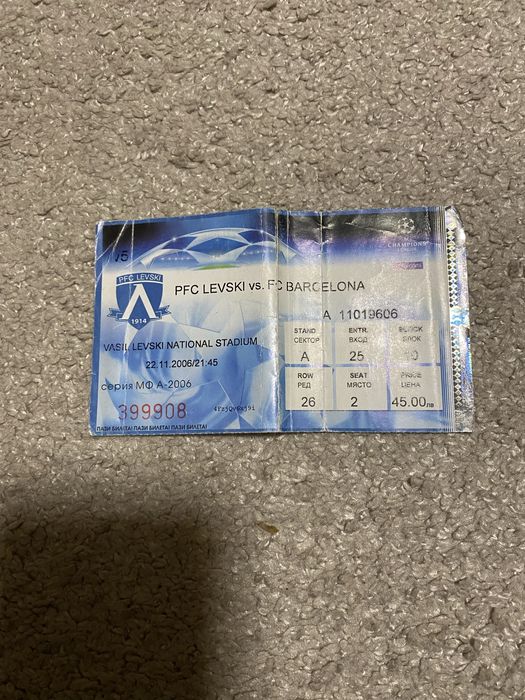 PFC LEVSKI
1914
CHAMPIONS
PFC LEVSKI vs. FC BARCELONA
A 11019606
VASIL LEVSKI NATIONAL STADIUM
22.11.2006/21:45
серия МФ А-2006
399908
STAND ENTR. BLOCK
СЕКТОР ВХОД БЛОК
A 25
ROW SEAT PRICE
РЕД МЯСТО ЦЕНА
26 2 45.00лв
ПАЗИ БИЛЕТА! ПАЗИ БИЛЕТА! ПАЗИ БИЛЕТА!